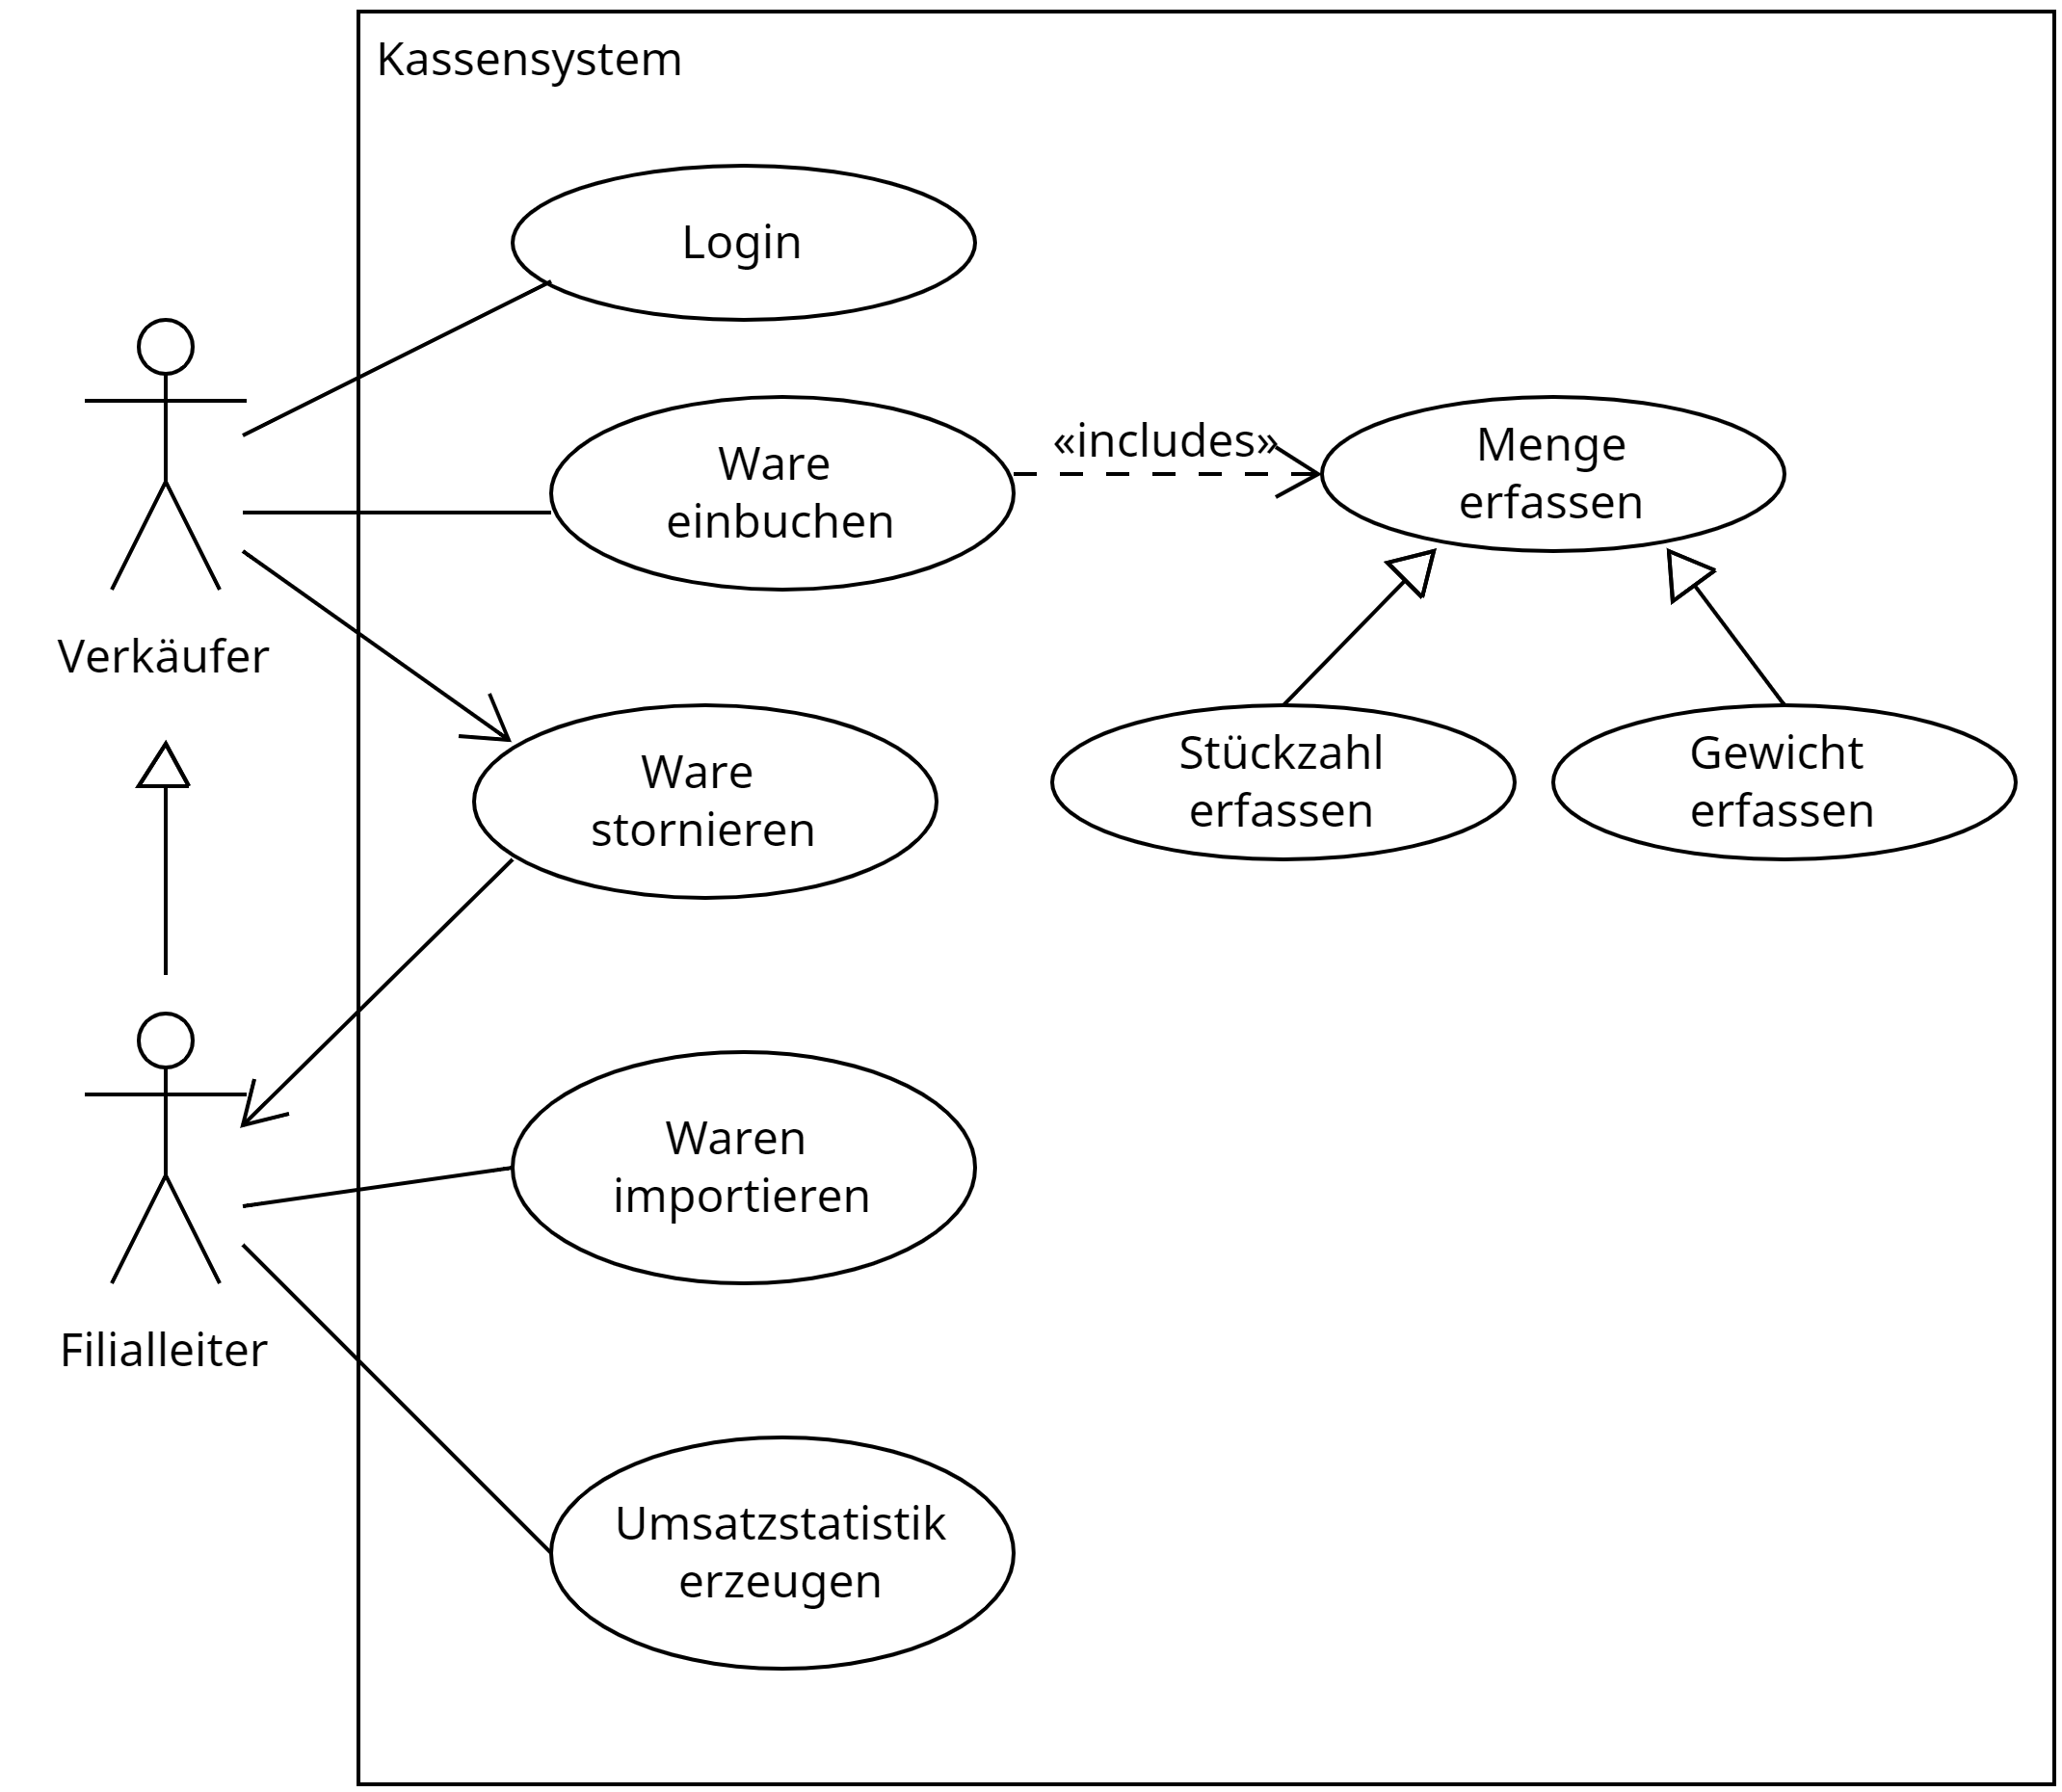 Kassensystem
Login
Ware
einbuchen
«includes»
Menge
erfassen
Verkäufer
Ware
stornieren
Stückzahl
erfassen
Gewicht
erfassen
Waren
importieren
Filialleiter
Umsatzstatistik
erzeugen